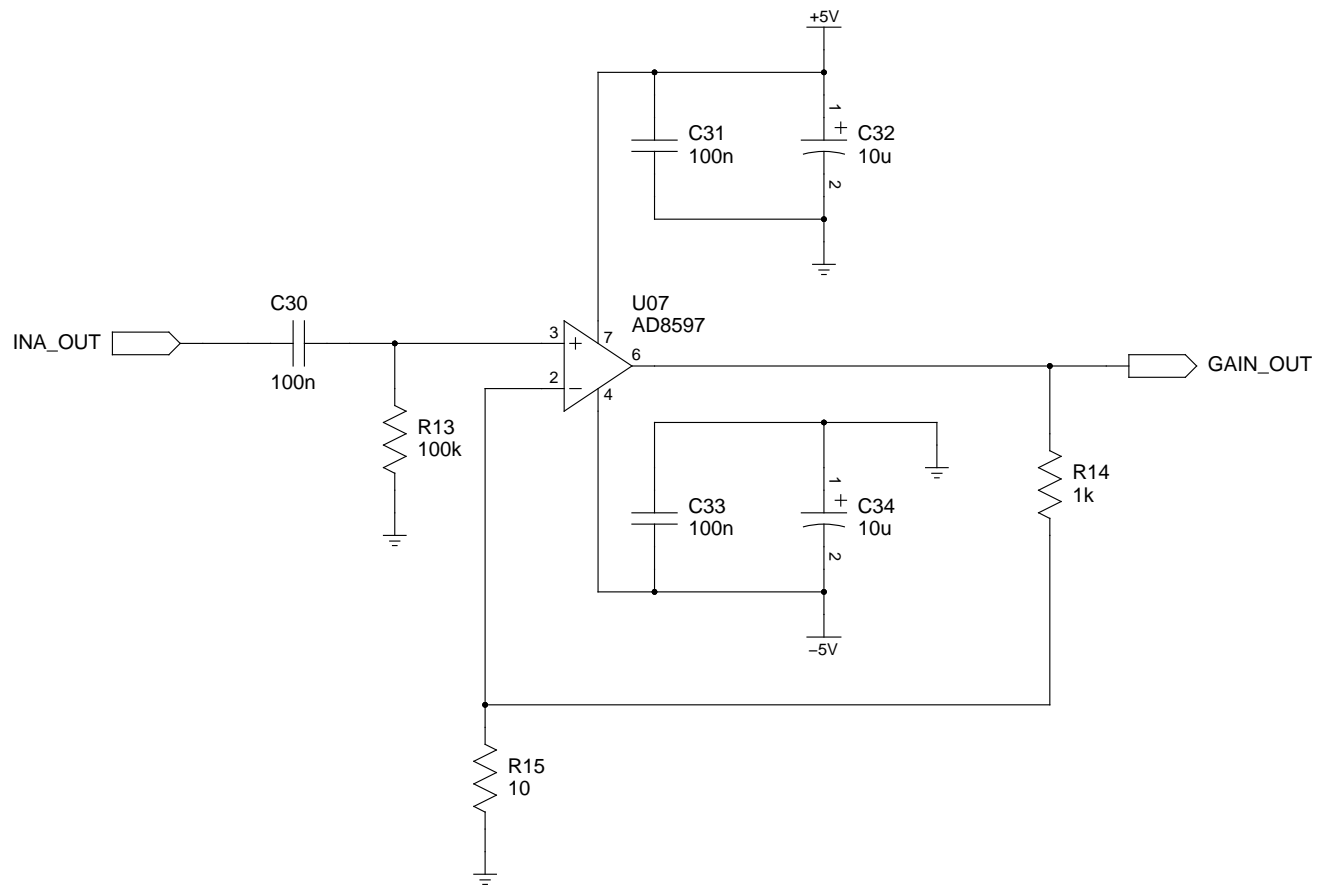 +5V
1
+
C31
100n
C32
10u
2
U07
AD8597
C30
INA_OUT
100n
3
+
7
6
2
−
4
GAIN_OUT
R13
100k
R14
1k
1
+
C33
100n
C34
10u
2
−5V
R15
10